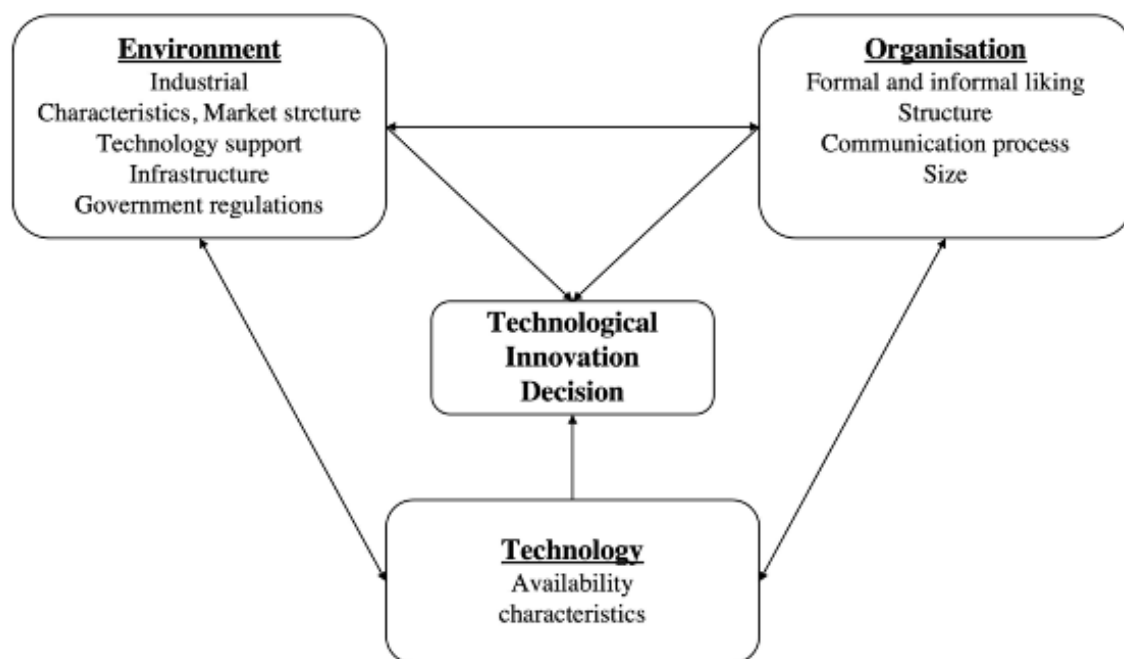 Environment
Industrial
Characteristics, Market strcture
Technology support
Infrastructure
Government regulations
Organisation
Formal and informal liking
Structure
Communication process
Size
Technological
Innovation
Decision
Technology
Availability
characteristics